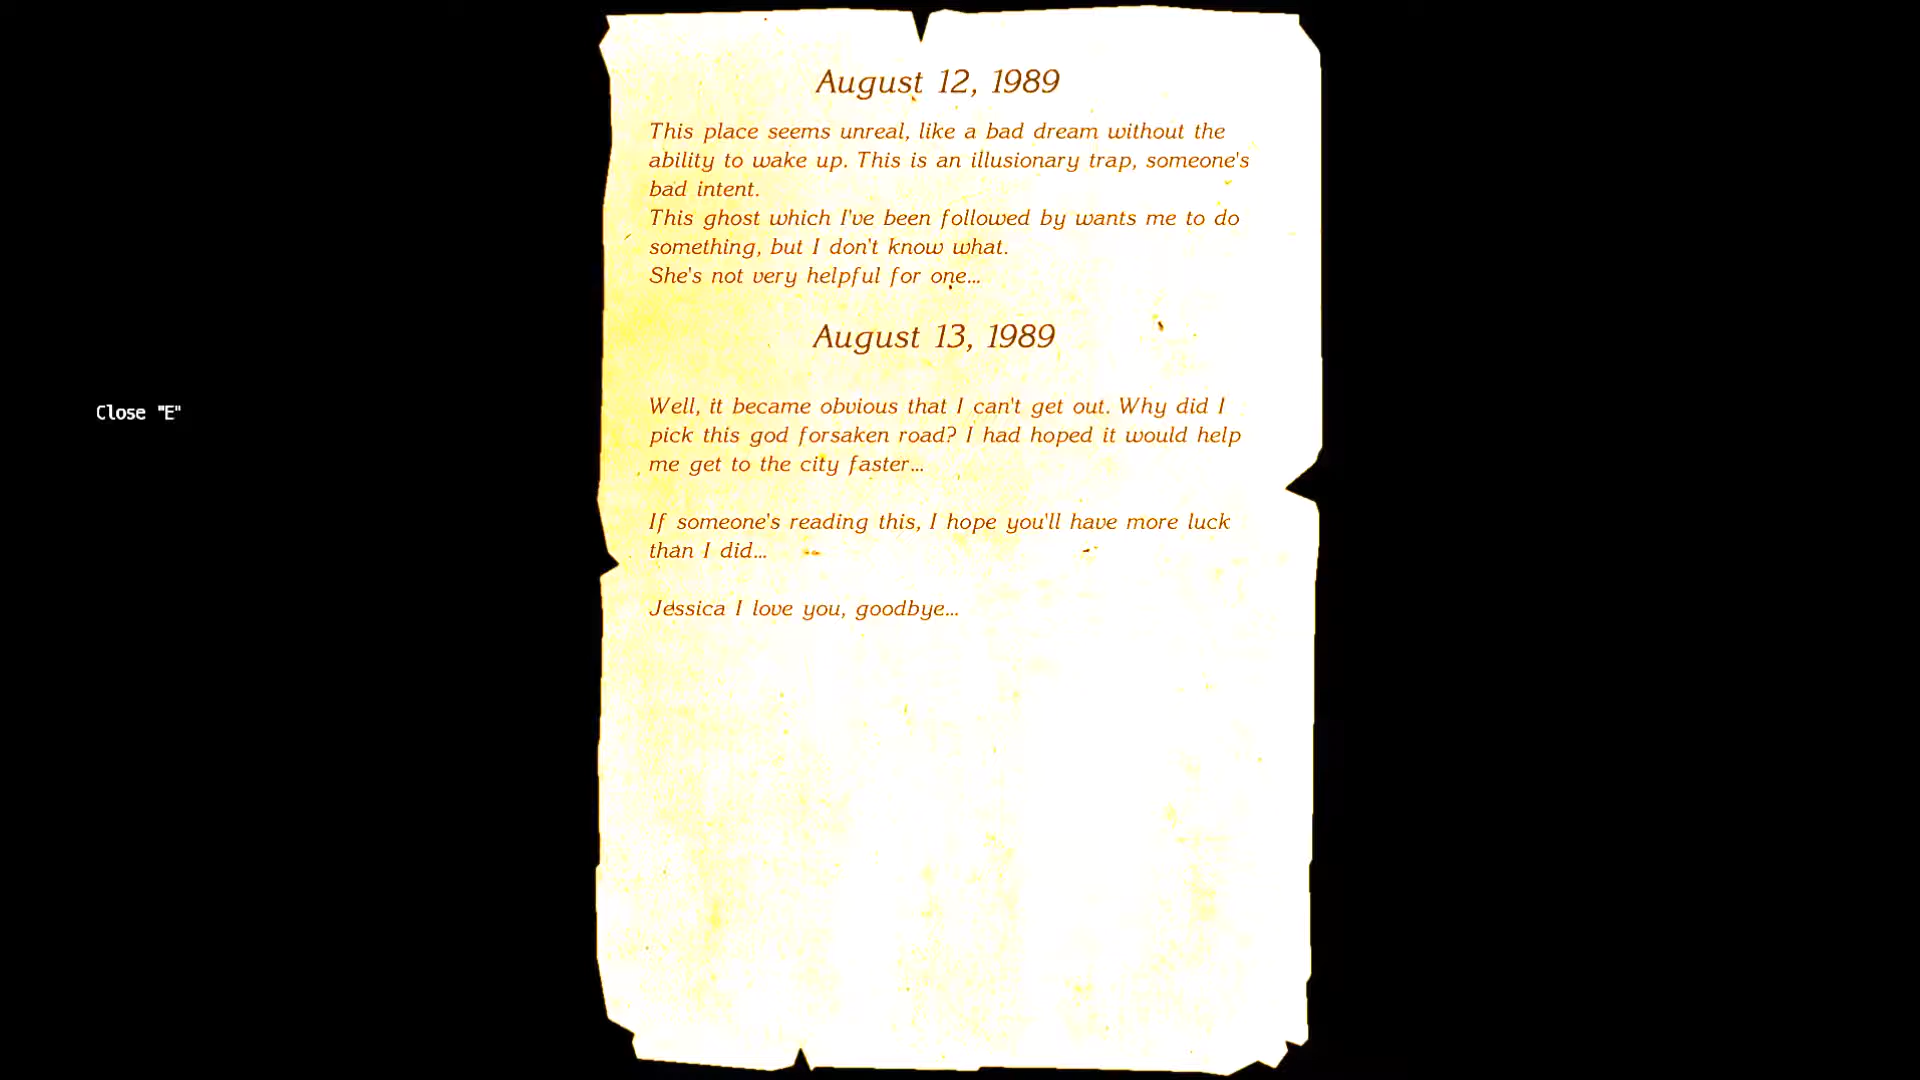 August 12, 1989
This place seems unreal, like a bad dream without the
ability to wake up. This is an illusionary trap, someone's
bad intent.
This ghost which I've been followed by wants me to do
something, but I don't know what.
She's not very helpful for one...
August 13, 1989
Close "E"
Well, it became obvious that I can't get out. Why did I
pick this god forsaken road? I had hoped it would help
me get to the city faster...
If someone's reading this, I hope you'll have more luck
than I did...
Jessica I love you, goodbye...